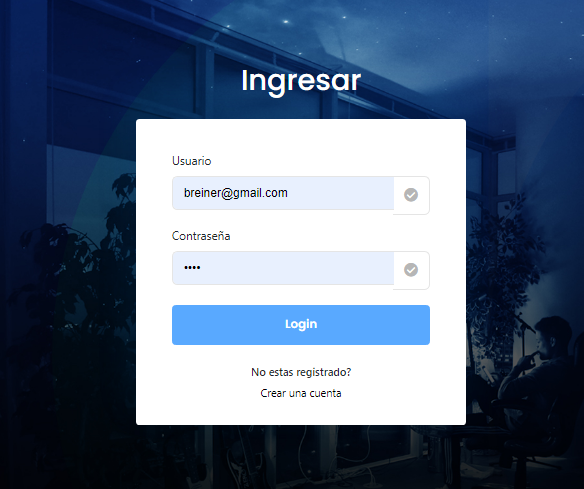 Ingresar
Usuario
breiner@gmail.com
Contraseña
••••
Login
No estas registrado?
Crear una cuenta